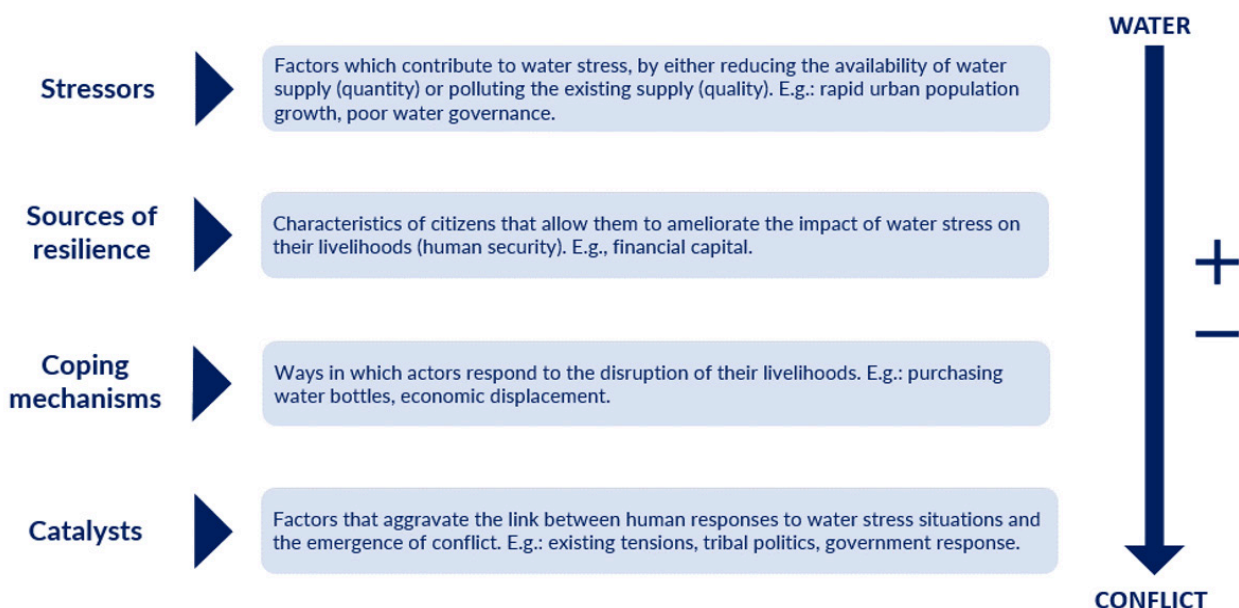 WATER
Stressors
Factors which contribute to water stress, by either reducing the availability of water
supply (quantity) or polluting the existing supply (quality). E.g.: rapid urban population
growth, poor water governance.
Sources of
resilience
Characteristics of citizens that allow them to ameliorate the impact of water stress on
their livelihoods (human security). E.g., financial capital.
+
−
Coping
mechanisms
Ways in which actors respond to the disruption of their livelihoods. E.g.: purchasing
water bottles, economic displacement.
Catalysts
Factors that aggravate the link between human responses to water stress situations and
the emergence of conflict. E.g.: existing tensions, tribal politics, government response.
CONFLICT